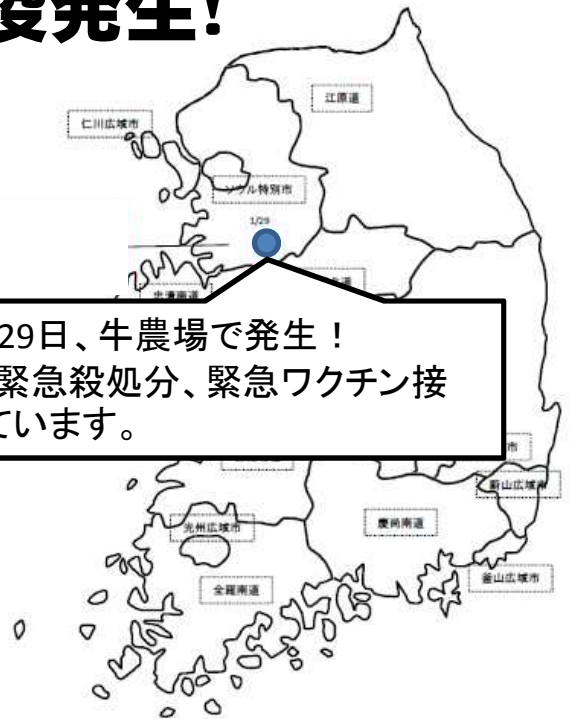 疫発生!
江原道
仁川広域市
ソウル特別市
1/29
忠清南道
道
29日、牛農場で発生！
緊急殺処分、緊急ワクチン接
ています。
市
蔚山広域市
光州広域市
慶尚南道
釜山広域市
全羅南道